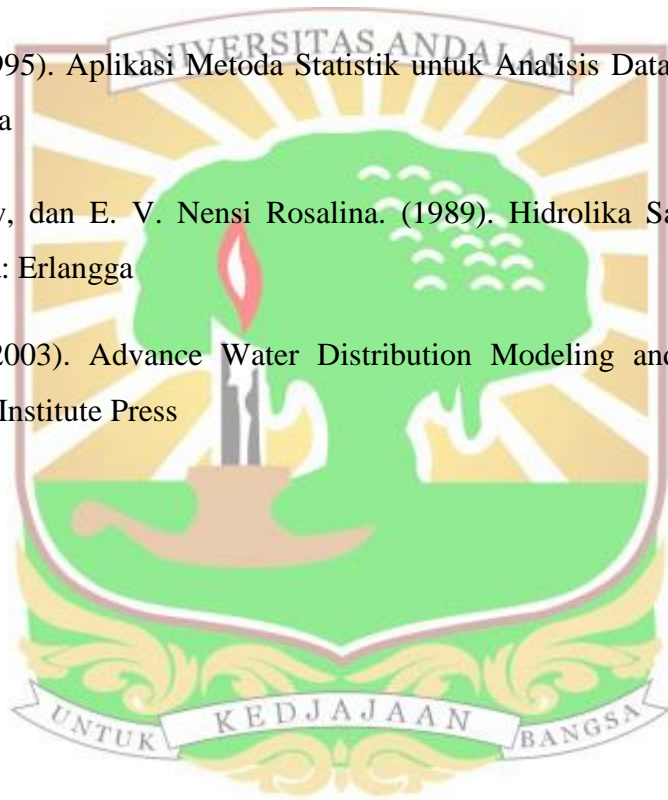 UNIVERSITAS ANDALAS
995). Aplikasi Metoda Statistik untuk Analisis Data
a
y, dan E. V. Nensi Rosalina. (1989). Hidrolika Sa
: Erlangga
2003). Advance Water Distribution Modeling and
Institute Press
UNTUK KEDJAJAAN BANGSA